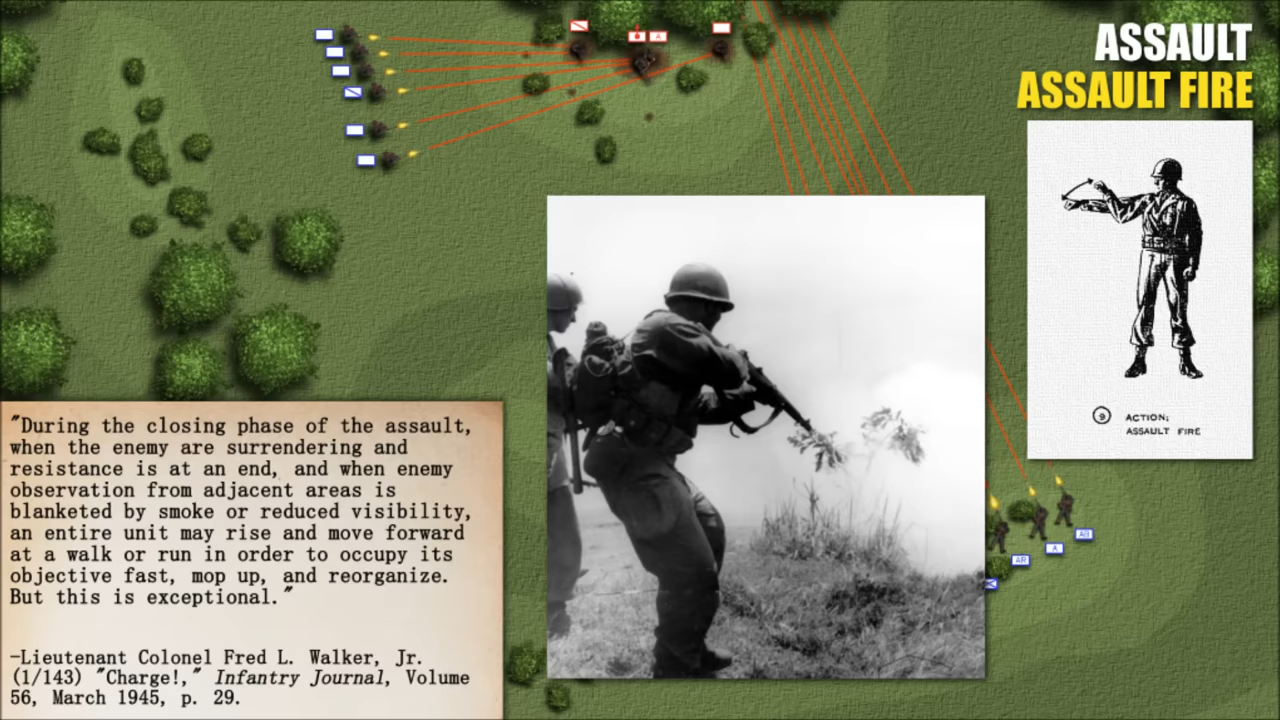 ASSAULT
ASSAULT FIRE
A
9 ACTION;
ASSAULT FIRE
"During the closing phase of the assault,
when the enemy are surrendering and
resistance is at an end, and when enemy
observation from adjacent areas is
blanketed by smoke or reduced visibility,
an entire unit may rise and move forward
at a walk or run in order to occupy its
objective fast, mop up, and reorganize.
But this is exceptional."
-Lieutenant Colonel Fred L. Walker, Jr.
(1/143) "Charge!," Infantry Journal, Volume
56, March 1945, p. 29.
AB
A
AR